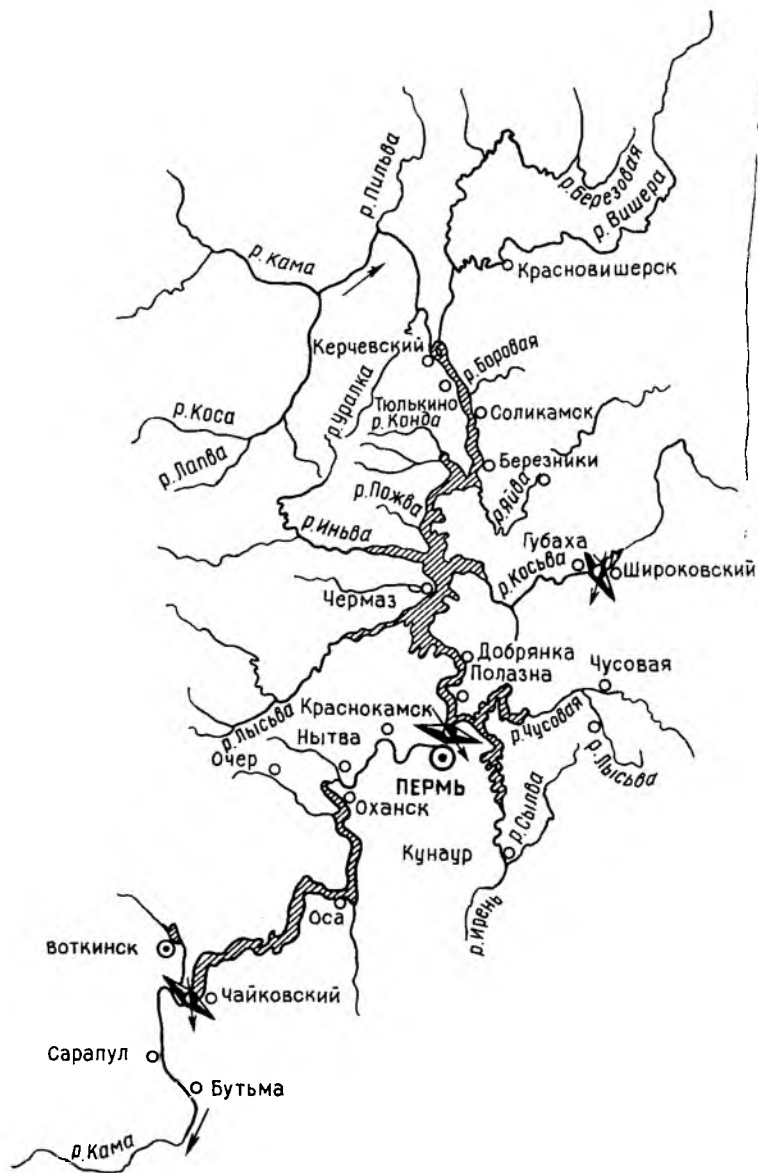 р. Пильва
р. Березовая
р. Вишера
р. Кама
Красновишерск
Керчевский
р. Боровая
р. Уралка
Тюлькино
р. Коса
р. Конда
Соликамск
р. Лапва
Березники
р. Пожва
р. Яйва
р. Иньва
Губаха
р. Косьва
Широковский
Чермаз
Добрянка
Чусовая
Полазна
Краснокамск
р. Лысьва
р. Чусовая
Нытва
р. Лысьва
Очер
ПЕРМЬ
Оханск
р. Сылва
Кунаур
р. Ирень
Оса
ВОТКИНСК
Чайковский
Сарапул
Бутьма
р. Кама